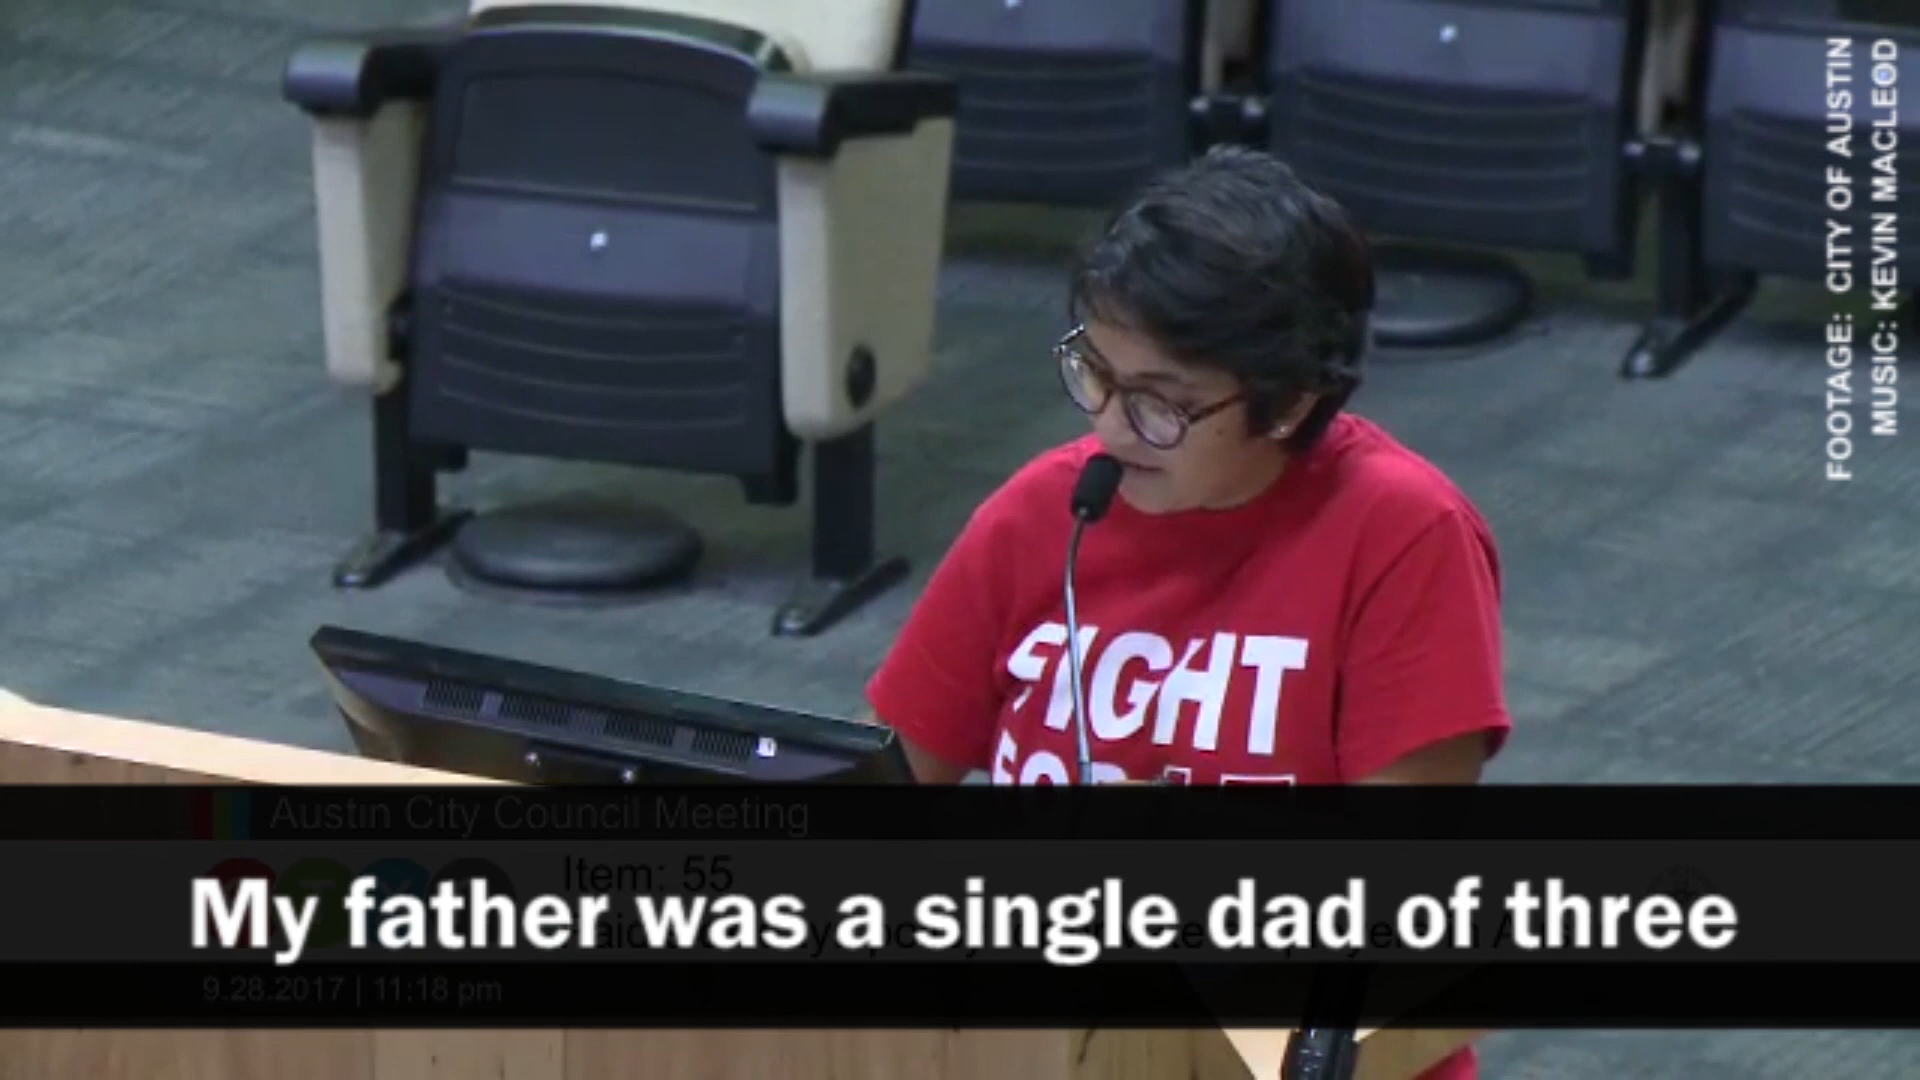 FOOTAGE: CITY OF AUSTIN
MUSIC: KEVIN MACLEOD
FIGHT
Austin City Council Meeting
Item: 55
My father was a single dad of three
9.28.2017 | 11:18 pm